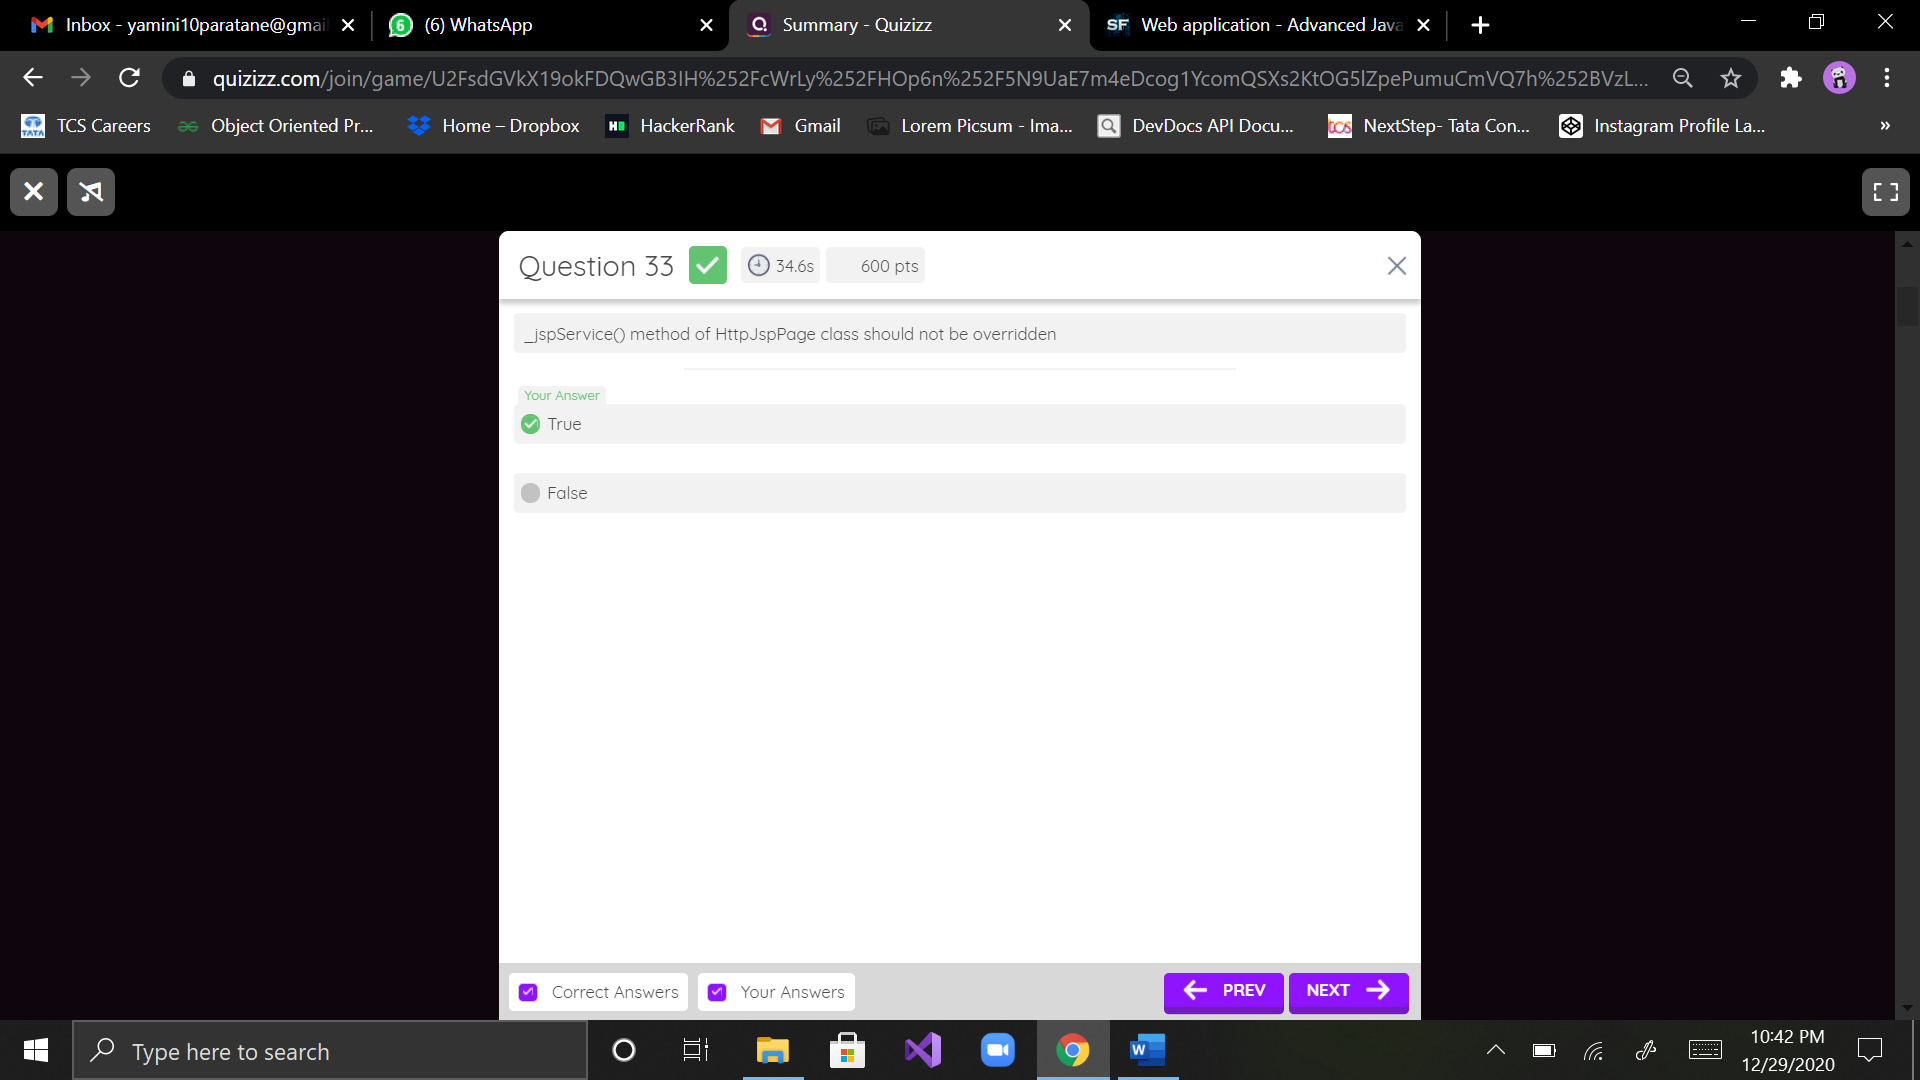 Inbox - yamini10paratane@gmai
(6) WhatsApp
Summary - Quizizz
SF Web application - Advanced Java
quizizz.com/join/game/U2FsdGVkX19okFDQwGB3IH%252FcWrLy%252FHOp6n%252F5N9UaE7m4eDcog1YcomQSXs2KtOG5lZpePumuCmVQ7h%252BVzL...
TATA TCS Careers
Object Oriented Pr...
Home – Dropbox
HackerRank
Gmail
Lorem Picsum - Ima...
DevDocs API Docu...
tcs NextStep- Tata Con...
Instagram Profile La...
»
Question 33
34.6s
600 pts
_jspService() method of HttpJspPage class should not be overridden
Your Answer
True
False
Correct Answers
Your Answers
PREV
NEXT
Type here to search
10:42 PM
12/29/2020